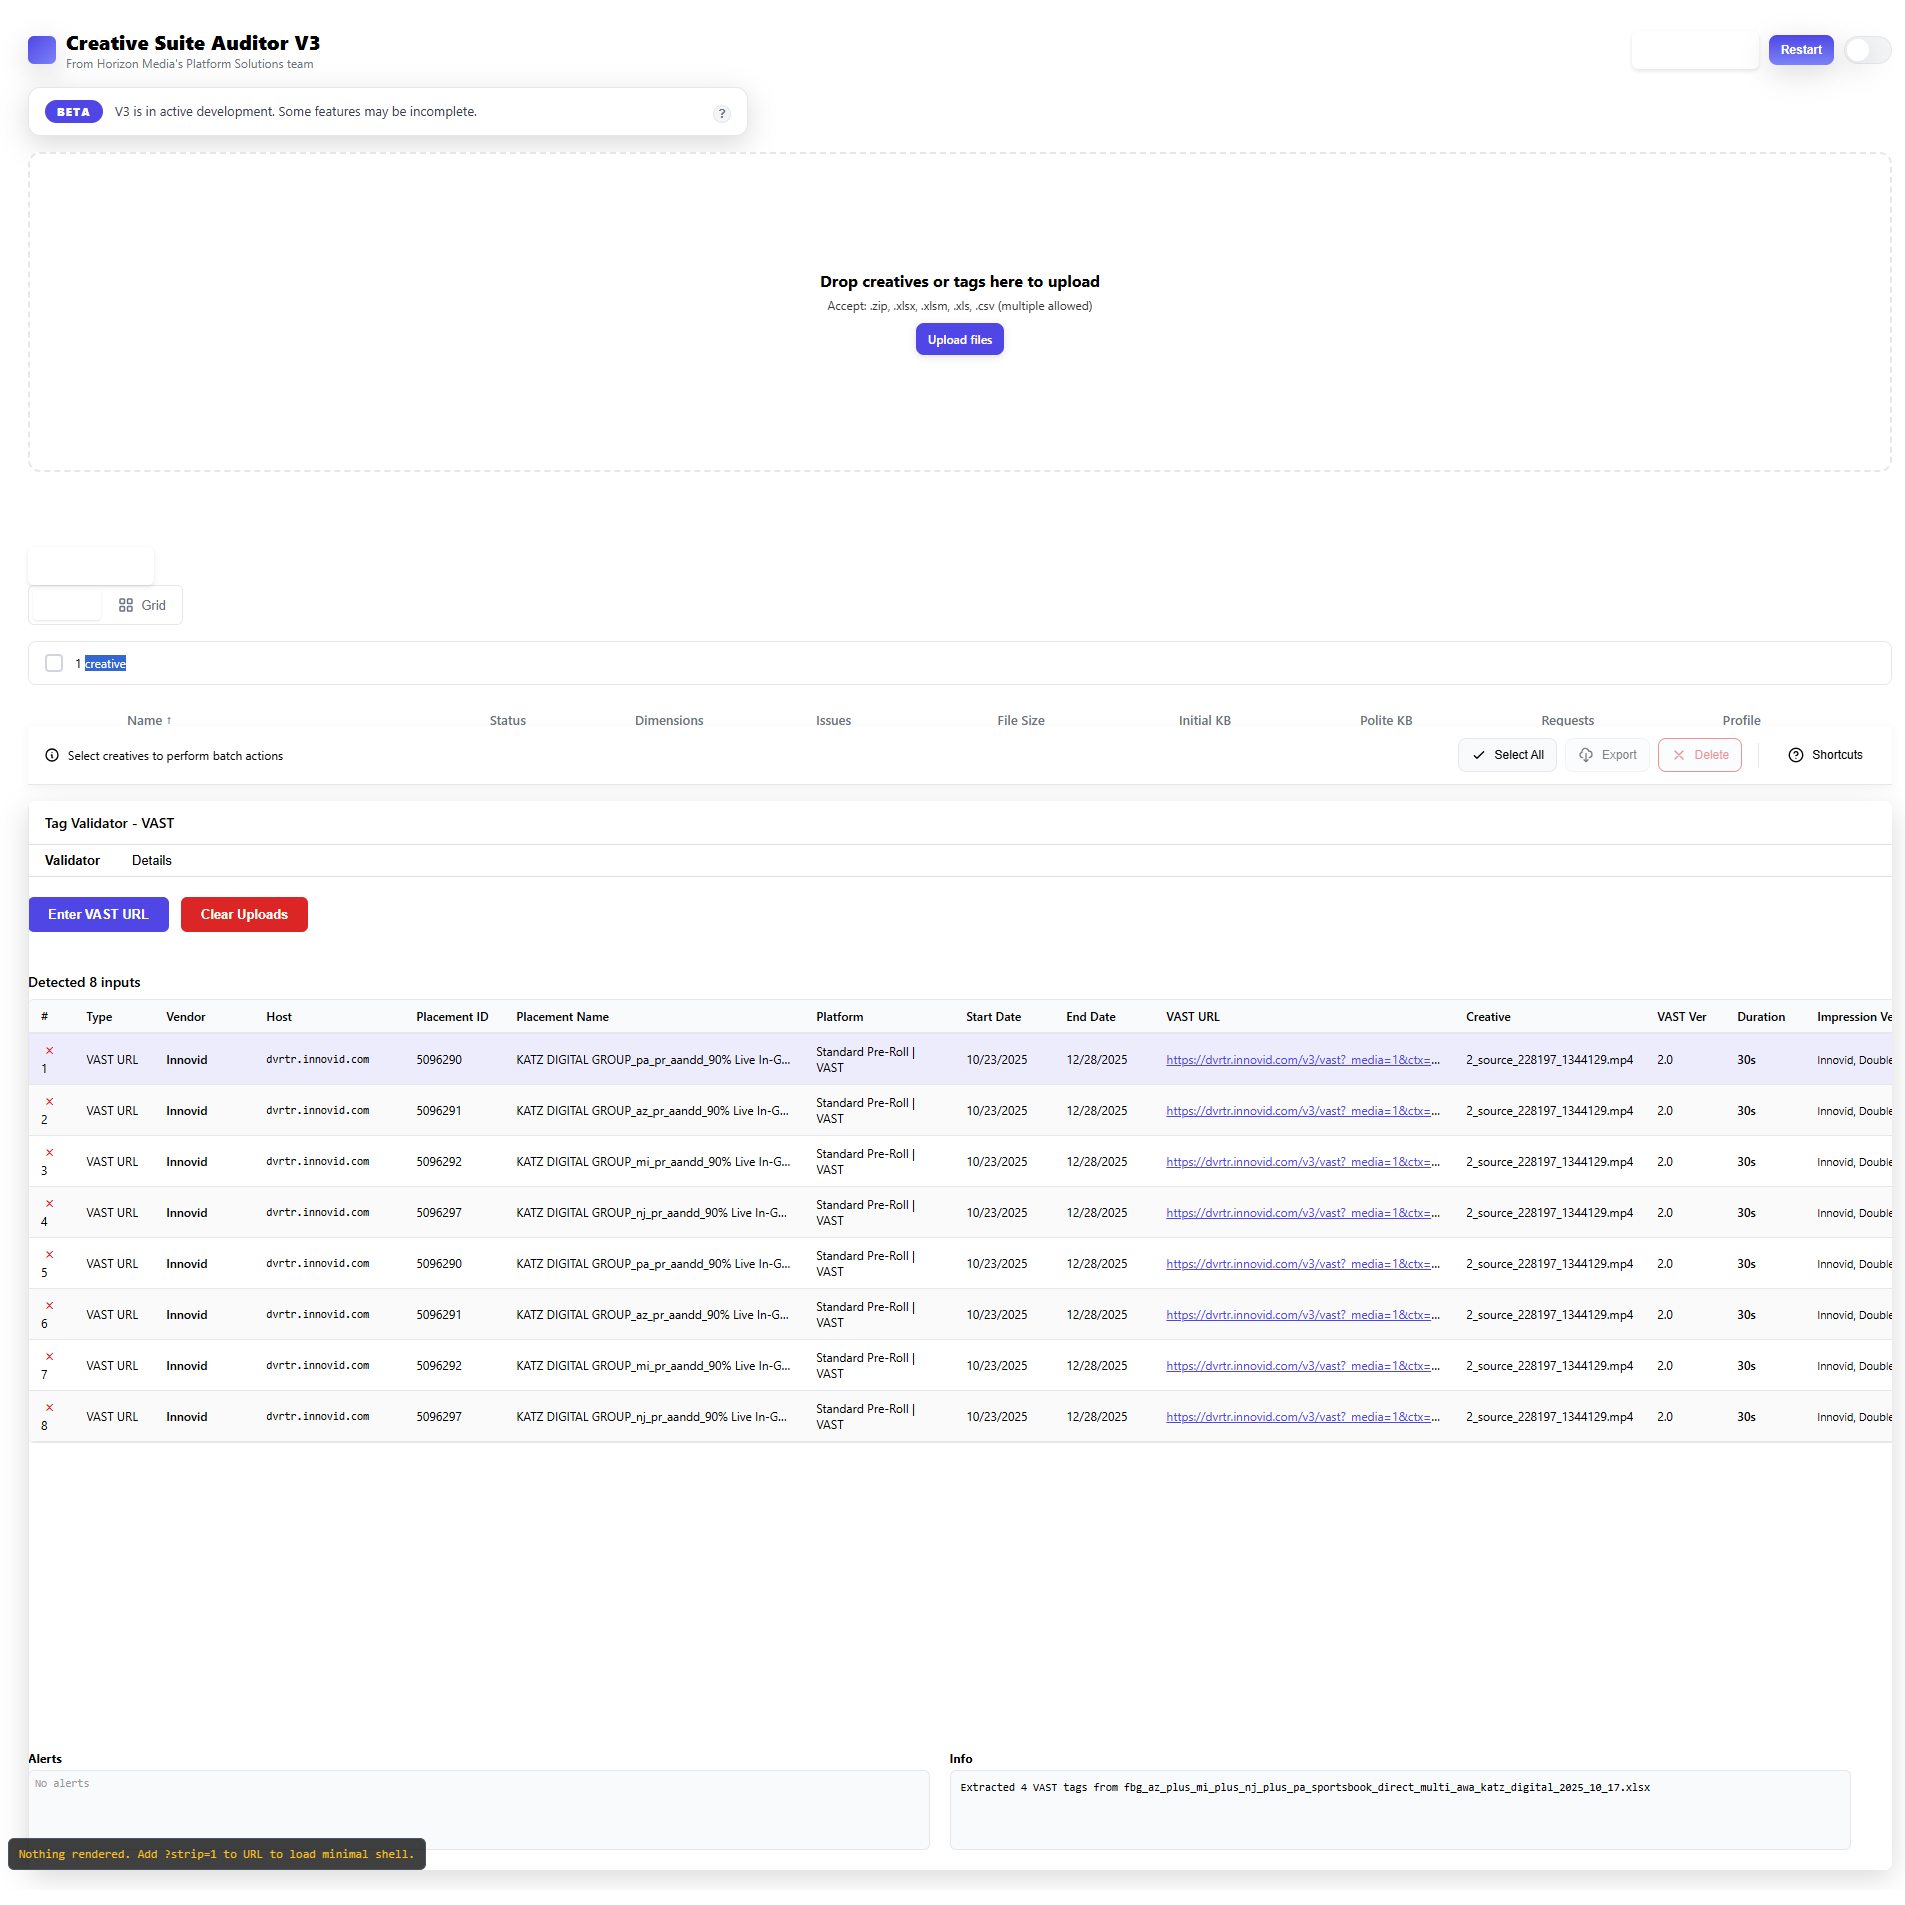 Creative Suite Auditor V3
From Horizon Media's Platform Solutions team
Restart
BETA V3 is in active development. Some features may be incomplete. ?
Drop creatives or tags here to upload
Accept: .zip, .xlsx, .xlsm, .xls, .csv (multiple allowed)
Upload files
Grid
1 creative
Name ↑ Status Dimensions Issues File Size Initial KB Polite KB Requests Profile
Select creatives to perform batch actions Select All Export Delete Shortcuts
Tag Validator - VAST
Validator Details
Enter VAST URL Clear Uploads
Detected 8 inputs
# Type Vendor Host Placement ID Placement Name Platform Start Date End Date VAST URL Creative VAST Ver Duration Impression Ve
× 1 VAST URL Innovid dvrtr.innovid.com 5096290 KATZ DIGITAL GROUP_pa_pr_aandd_90% Live In-G... Standard Pre-Roll | VAST 10/23/2025 12/28/2025 https://dvrtr.innovid.com/v3/vast?_media=1&ctx=... 2_source_228197_1344129.mp4 2.0 30s Innovid, Double
× 2 VAST URL Innovid dvrtr.innovid.com 5096291 KATZ DIGITAL GROUP_az_pr_aandd_90% Live In-G... Standard Pre-Roll | VAST 10/23/2025 12/28/2025 https://dvrtr.innovid.com/v3/vast?_media=1&ctx=... 2_source_228197_1344129.mp4 2.0 30s Innovid, Double
× 3 VAST URL Innovid dvrtr.innovid.com 5096292 KATZ DIGITAL GROUP_mi_pr_aandd_90% Live In-G... Standard Pre-Roll | VAST 10/23/2025 12/28/2025 https://dvrtr.innovid.com/v3/vast?_media=1&ctx=... 2_source_228197_1344129.mp4 2.0 30s Innovid, Double
× 4 VAST URL Innovid dvrtr.innovid.com 5096297 KATZ DIGITAL GROUP_nj_pr_aandd_90% Live In-G... Standard Pre-Roll | VAST 10/23/2025 12/28/2025 https://dvrtr.innovid.com/v3/vast?_media=1&ctx=... 2_source_228197_1344129.mp4 2.0 30s Innovid, Double
× 5 VAST URL Innovid dvrtr.innovid.com 5096290 KATZ DIGITAL GROUP_pa_pr_aandd_90% Live In-G... Standard Pre-Roll | VAST 10/23/2025 12/28/2025 https://dvrtr.innovid.com/v3/vast?_media=1&ctx=... 2_source_228197_1344129.mp4 2.0 30s Innovid, Double
× 6 VAST URL Innovid dvrtr.innovid.com 5096291 KATZ DIGITAL GROUP_az_pr_aandd_90% Live In-G... Standard Pre-Roll | VAST 10/23/2025 12/28/2025 https://dvrtr.innovid.com/v3/vast?_media=1&ctx=... 2_source_228197_1344129.mp4 2.0 30s Innovid, Double
× 7 VAST URL Innovid dvrtr.innovid.com 5096292 KATZ DIGITAL GROUP_mi_pr_aandd_90% Live In-G... Standard Pre-Roll | VAST 10/23/2025 12/28/2025 https://dvrtr.innovid.com/v3/vast?_media=1&ctx=... 2_source_228197_1344129.mp4 2.0 30s Innovid, Double
× 8 VAST URL Innovid dvrtr.innovid.com 5096297 KATZ DIGITAL GROUP_nj_pr_aandd_90% Live In-G... Standard Pre-Roll | VAST 10/23/2025 12/28/2025 https://dvrtr.innovid.com/v3/vast?_media=1&ctx=... 2_source_228197_1344129.mp4 2.0 30s Innovid, Double
Alerts
No alerts
Info
Extracted 4 VAST tags from fbg_az_plus_mi_plus_nj_plus_pa_sportsbook_direct_multi_awa_katz_digital_2025_10_17.xlsx
Nothing rendered. Add ?strip=1 to URL to load minimal shell.